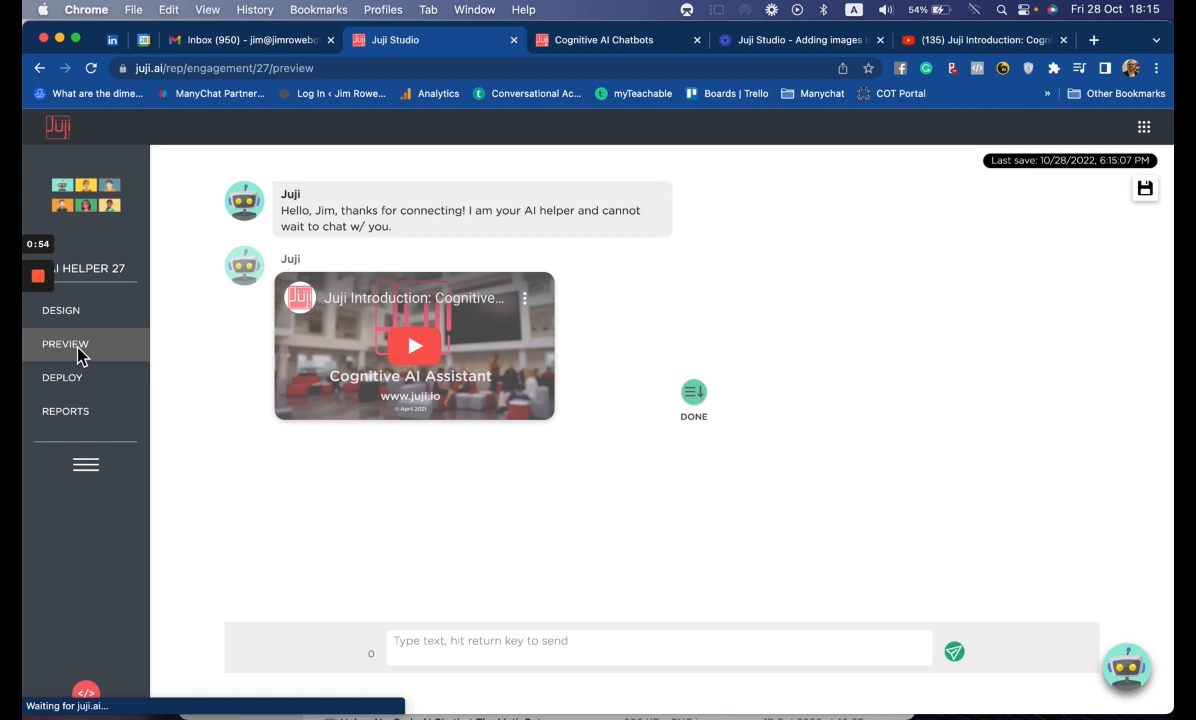 Chrome File Edit View History Bookmarks Profiles Tab Window Help A 54% Fri 28 Oct 18:15
in Inbox (950) - jim@jimrowebo Juji Studio Cognitive AI Chatbots Juji Studio - Adding images (135) Juji Introduction: Cogn
juji.ai/rep/engagement/27/preview
What are the dime... ManyChat Partner... Log In ‹ Jim Rowe... Analytics Conversational Ac... myTeachable Boards | Trello Manychat COT Portal » Other Bookmarks
Juji
Last save: 10/28/2022, 6:15:07 PM
Juji
Hello, Jim, thanks for connecting! I am your AI helper and cannot
wait to chat w/ you.
0:54
Juji
HELPER 27
Juji Introduction: Cognitive...
DESIGN
PREVIEW
Cognitive AI Assistant
DEPLOY
www.juji.io
© April 2021
REPORTS
DONE
Type text, hit return key to send
0
</>
Waiting for juji.ai...